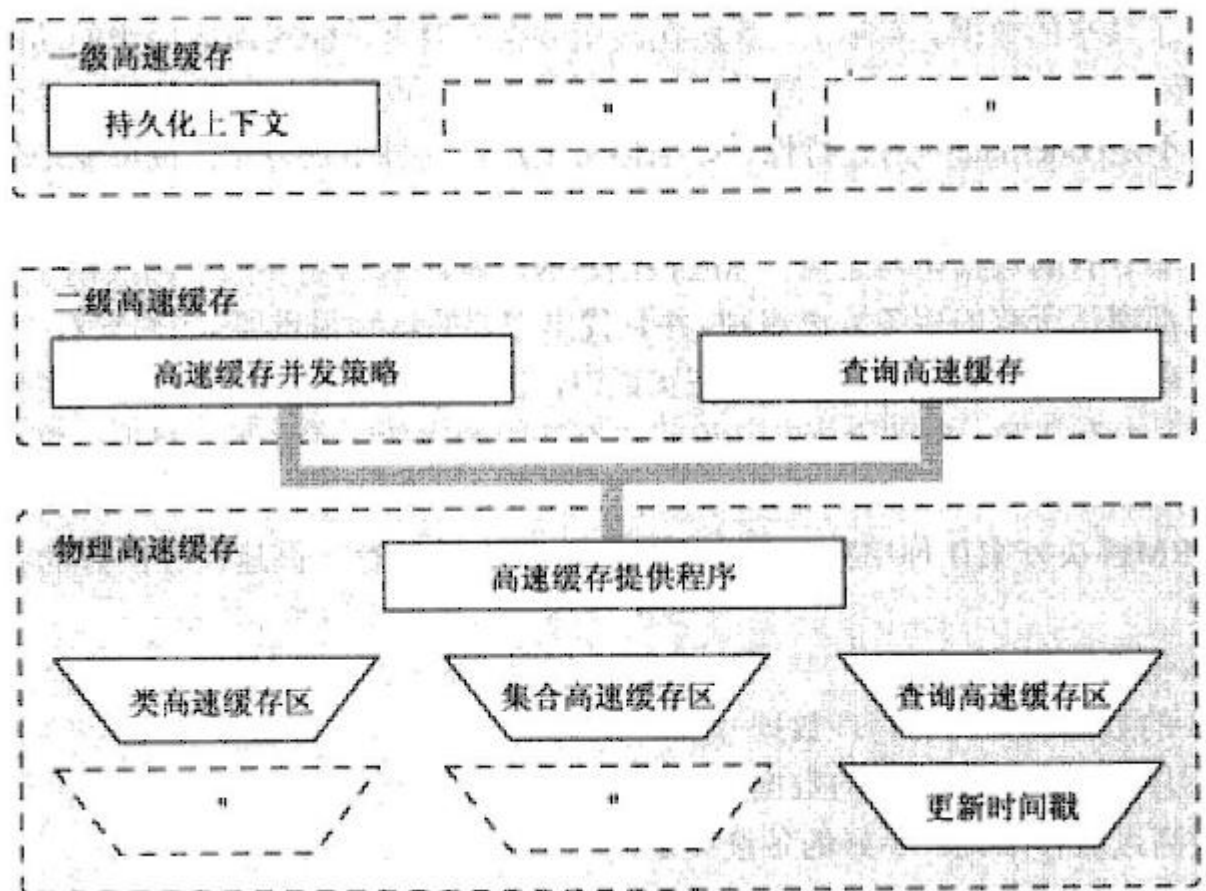 一级高速缓存
持久化上下文
"
"
二级高速缓存
高速缓存并发策略
查询高速缓存
物理高速缓存
高速缓存提供程序
类高速缓存区
集合高速缓存区
查询高速缓存区
"
"
更新时间戳